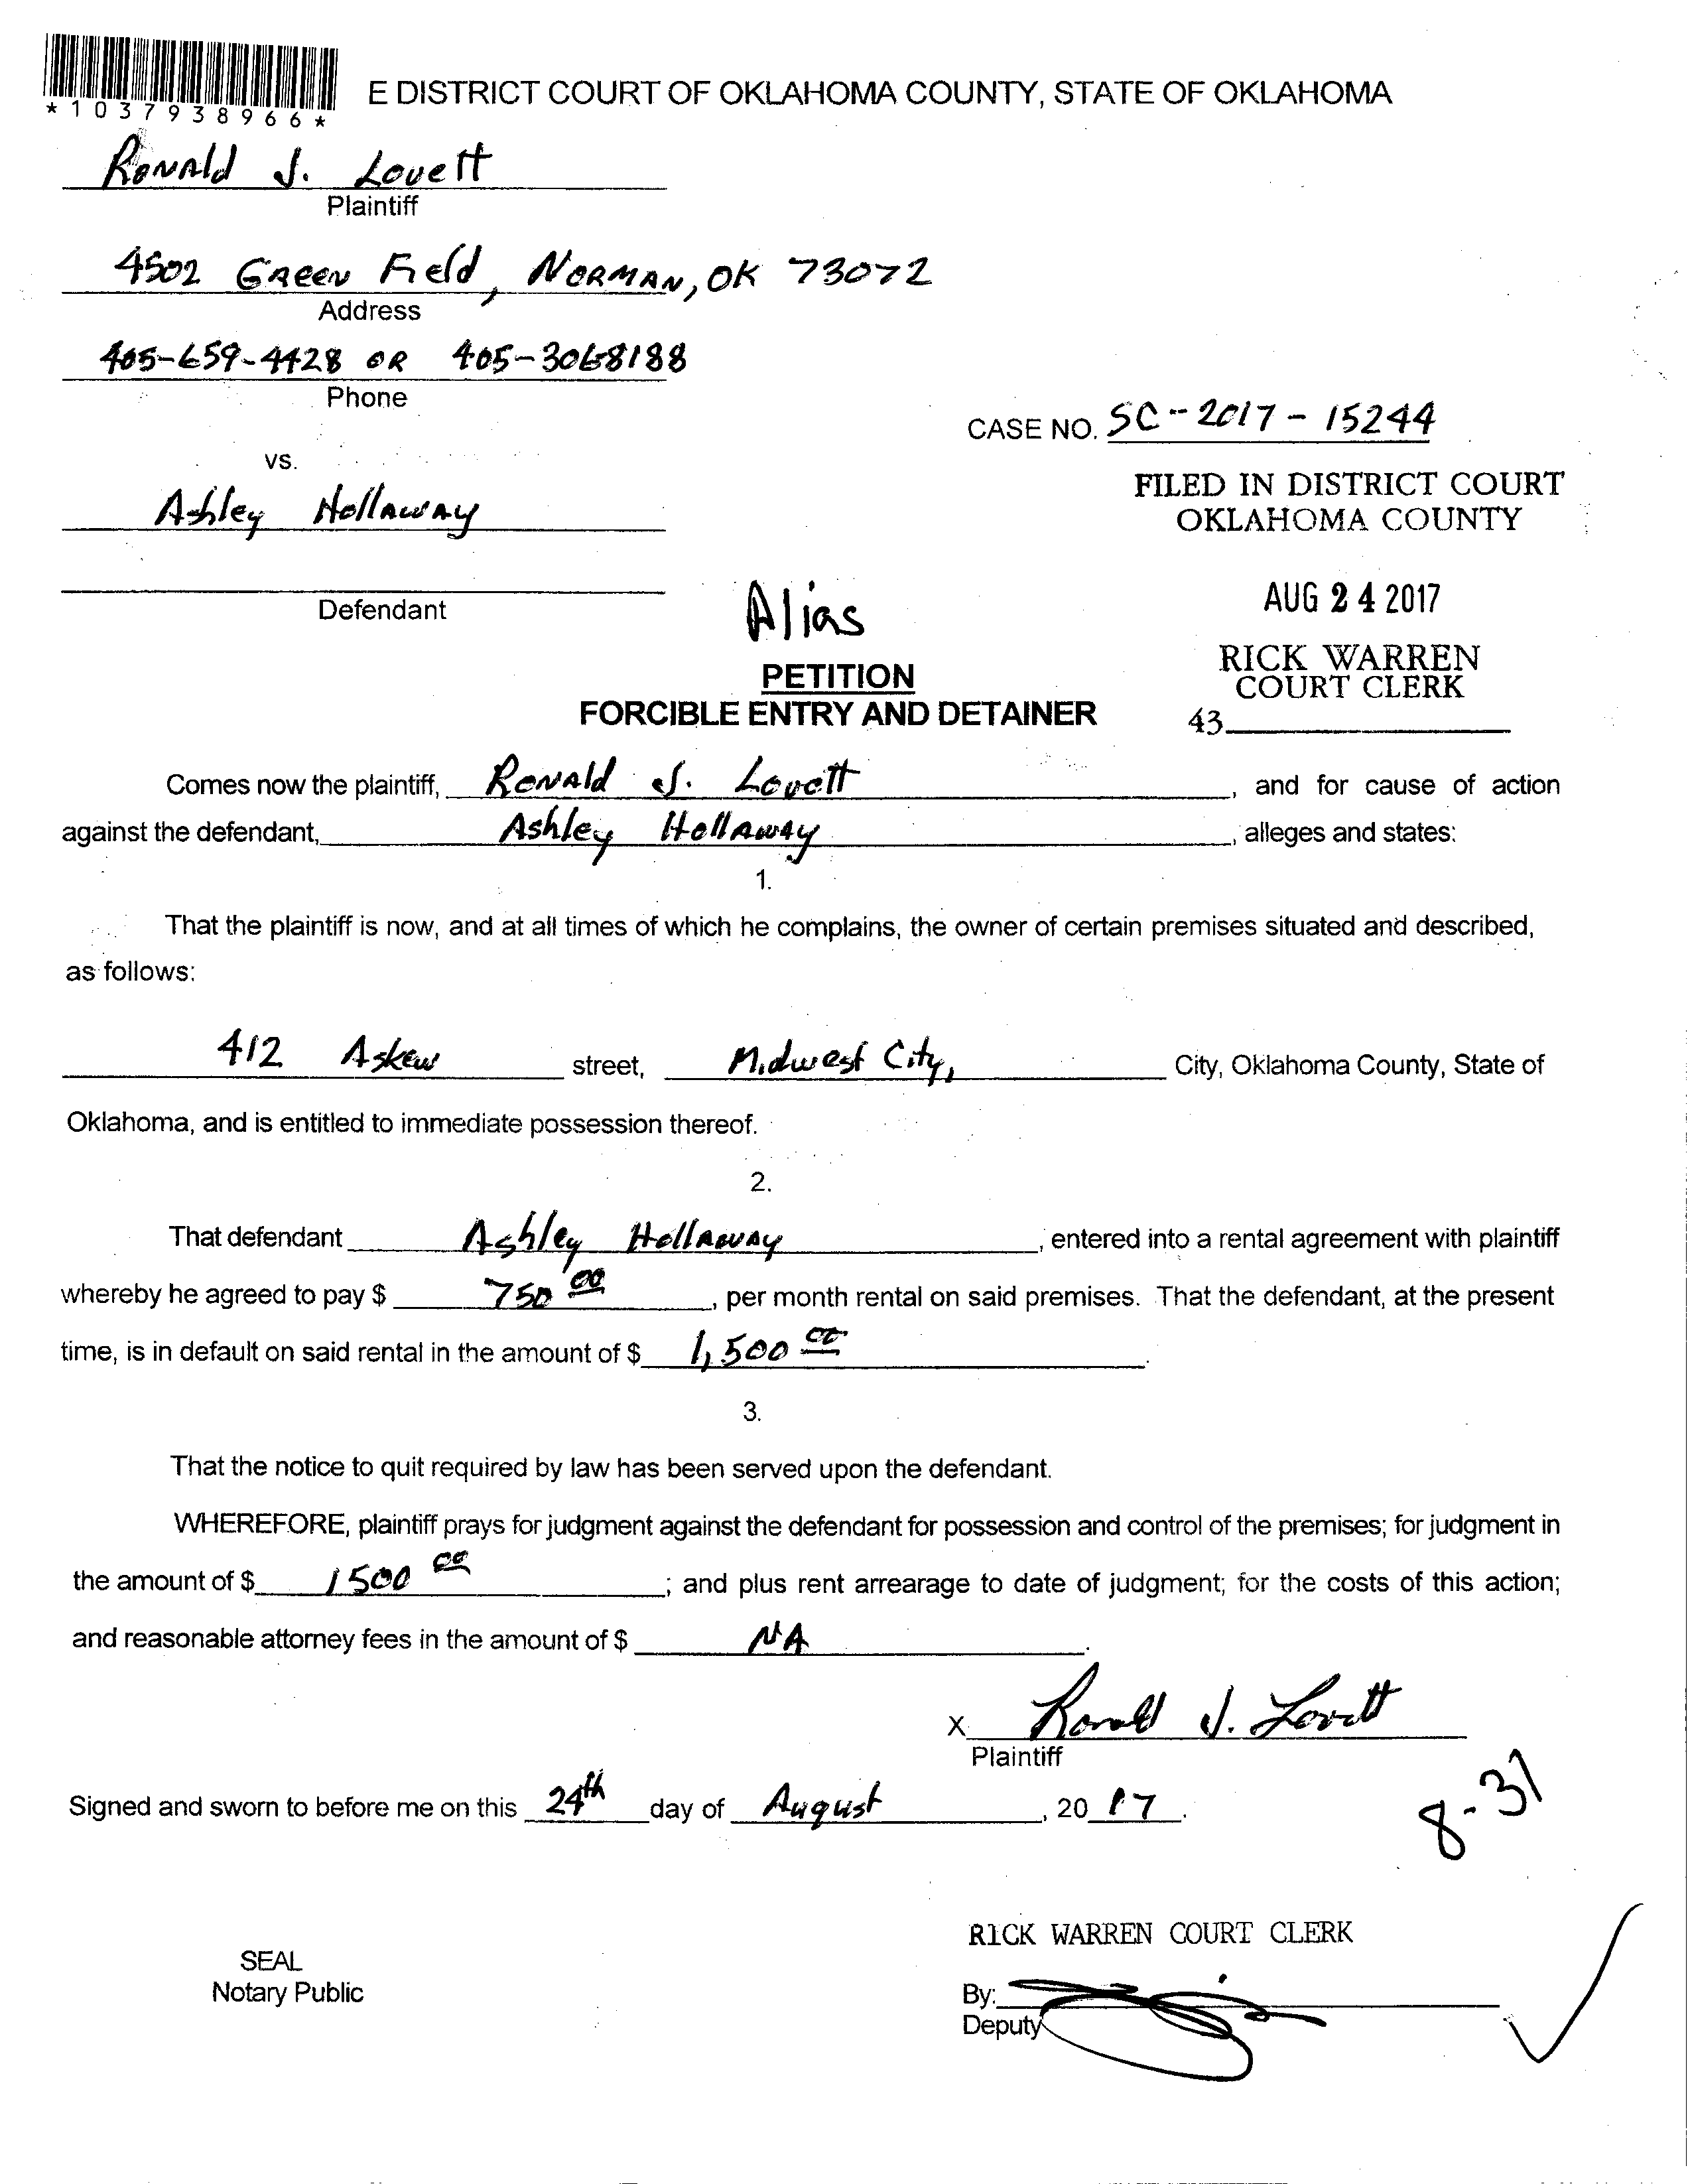 *1037938966*
E DISTRICT COURT OF OKLAHOMA COUNTY, STATE OF OKLAHOMA
Ronald J. Lovett
Plaintiff
4502 Green Field, Norman, OK 73072
Address
405-659-4428 OR 405-3068188
Phone
CASE NO. SC-2017-15244
vs.
FILED IN DISTRICT COURT
OKLAHOMA COUNTY
Ashley Hollaway
Defendant
AUG 24 2017
Alias
RICK WARREN
COURT CLERK
43
PETITION
FORCIBLE ENTRY AND DETAINER
Comes now the plaintiff, Ronald J. Lovett, and for cause of action
against the defendant, Ashley Hollaway, alleges and states:
1.
That the plaintiff is now, and at all times of which he complains, the owner of certain premises situated and described,
as follows:
412 Askew street, Midwest City, City, Oklahoma County, State of
Oklahoma, and is entitled to immediate possession thereof.
2.
That defendant Ashley Hollaway, entered into a rental agreement with plaintiff
whereby he agreed to pay $ 750 00, per month rental on said premises. That the defendant, at the present
time, is in default on said rental in the amount of $ 1,500 00.
3.
That the notice to quit required by law has been served upon the defendant.
WHEREFORE, plaintiff prays for judgment against the defendant for possession and control of the premises; for judgment in
the amount of $ 1500 00; and plus rent arrearage to date of judgment; for the costs of this action;
and reasonable attorney fees in the amount of $ NA.
X Ronald J. Lovett
Plaintiff
Signed and sworn to before me on this 24th day of August, 20 17.
8-31
RICK WARREN COURT CLERK
SEAL
Notary Public
By:
Deputy